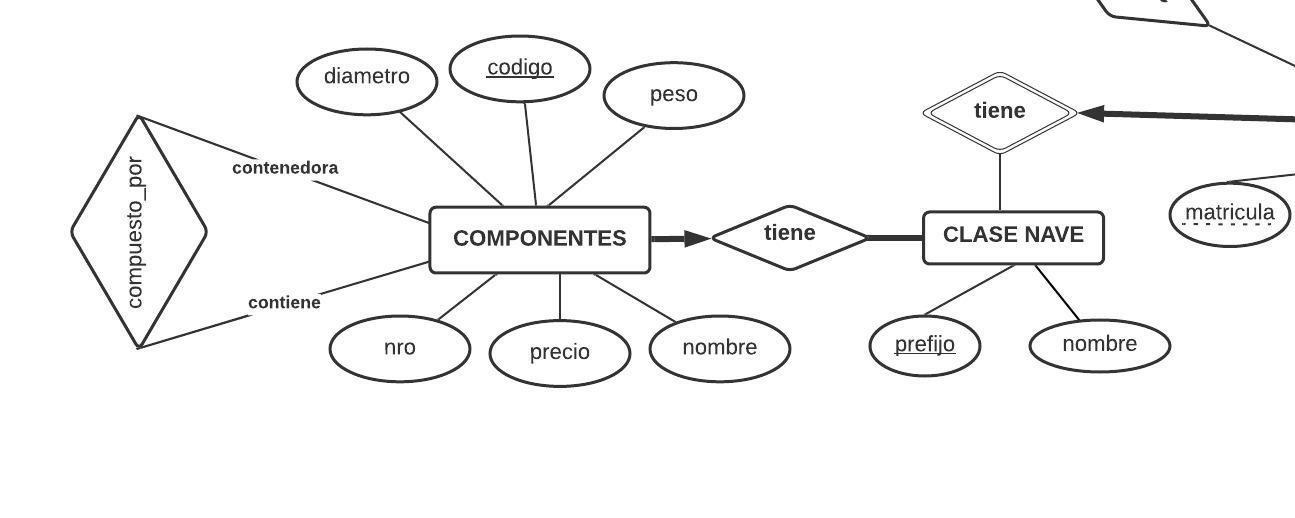 diametro
codigo
peso
tiene
contenedora
compuesto_por
matricula
COMPONENTES
tiene
CLASE NAVE
contiene
nro
precio
nombre
prefijo
nombre